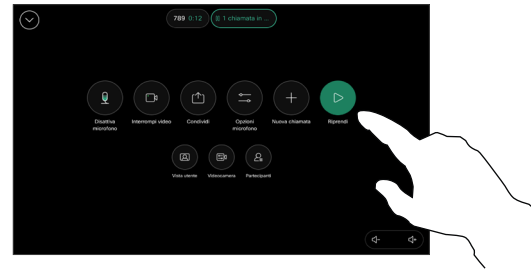 789 0:12 1 chiamata in ...
Disattiva microfono
Interrompi video
Condividi
Opzioni microfono
Nuova chiamata
Riprendi
Vista utente
Videocamera
Partecipanti